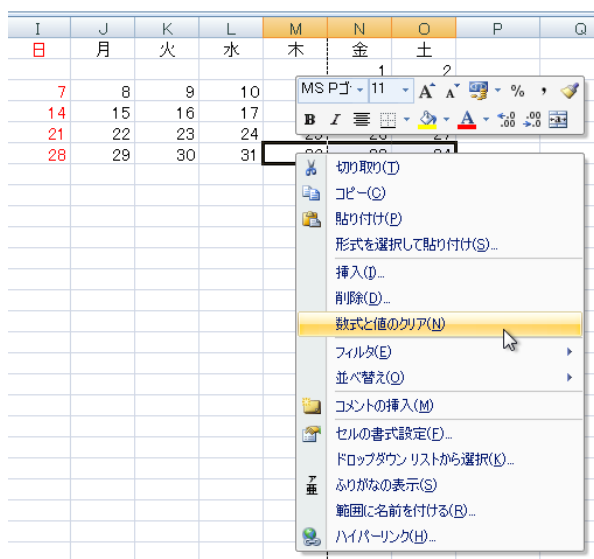 I J K L M N O P Q
日 月 火 水 木 金 土
1 2
MS Pゴ 11 A A % ,
7 8 9 10
B I A .00 .00
14 15 16 17
21 22 23 24 25 26 27
28 29 30 31
切り取り(T)
コピー(C)
貼り付け(P)
形式を選択して貼り付け(S)...
挿入(I)...
削除(D)...
数式と値のクリア(N)
フィルタ(E)
並べ替え(O)
コメントの挿入(M)
セルの書式設定(F)...
ドロップダウン リストから選択(K)...
ア亜 ふりがなの表示(S)
範囲に名前を付ける(R)...
ハイパーリンク(H)...